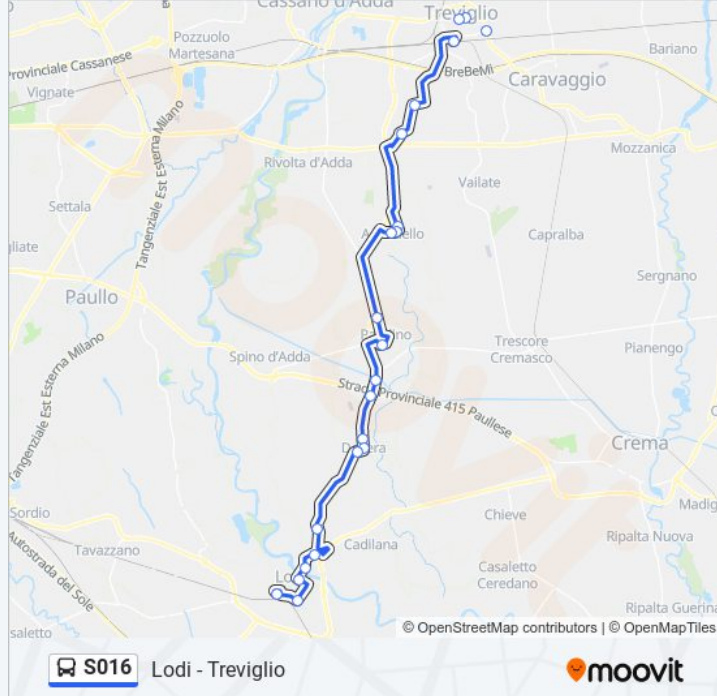 Cassano d'Adda
Treviglio
Pozzuolo
Martesana
Bariano
Provinciale Cassanese
BreBeMi
Caravaggio
Vignate
Tangenziale Est Esterna Milano
Mozzanica
Rivolta d'Adda
Vailate
Settala
Capralba
gliate
Sergnano
Paullo
Trescore
Cremasco
Pianengo
Spino d'Adda
Strada Provinciale 415 Paullese
Tangenziale Est Esterna Milano
Crema
Sordio
Madig
Chieve
Cadilana
Ripalta Nuova
Tavazzano
Casaletto
Ceredano
Autostrada del Sole
Ripalta Guerina
saletto
© OpenStreetMap contributors | © OpenMapTiles
S016 Lodi - Treviglio
moovit